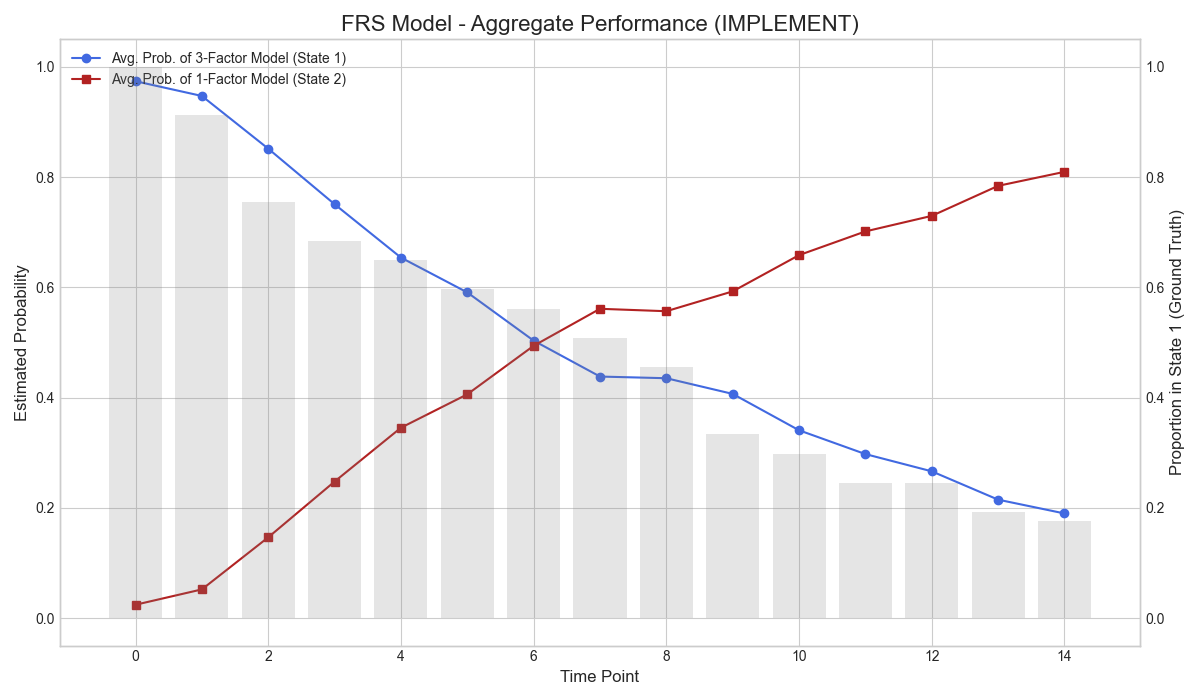 FRS Model - Aggregate Performance (IMPLEMENT)
Avg. Prob. of 3-Factor Model (State 1)
Avg. Prob. of 1-Factor Model (State 2)
Estimated Probability
1.0
0.8
0.6
0.4
0.2
0.0
1.0
0.8
0.6
0.4
0.2
0.0
Proportion in State 1 (Ground Truth)
0 2 4 6 8 10 12 14
Time Point